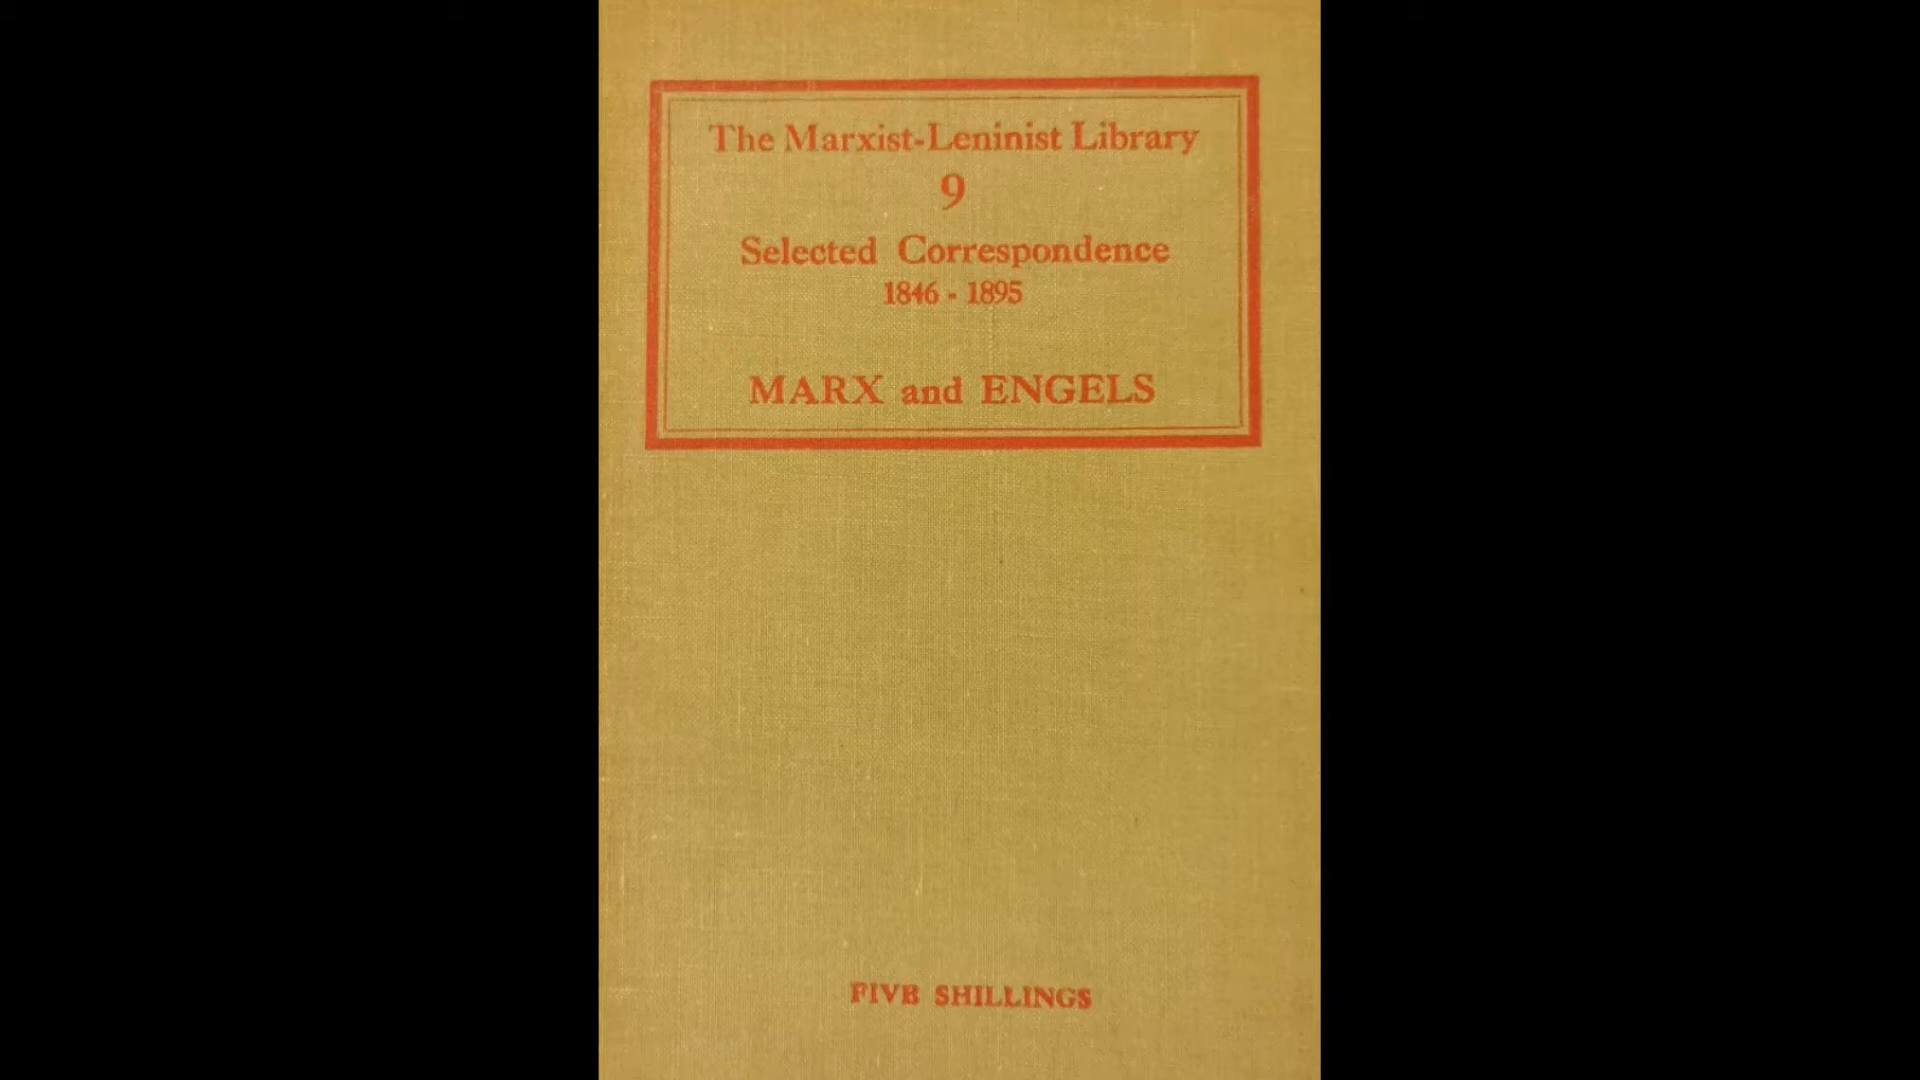 The Marxist-Leninist Library
9
Selected Correspondence
1846 - 1895
MARX and ENGELS
FIVE SHILLINGS